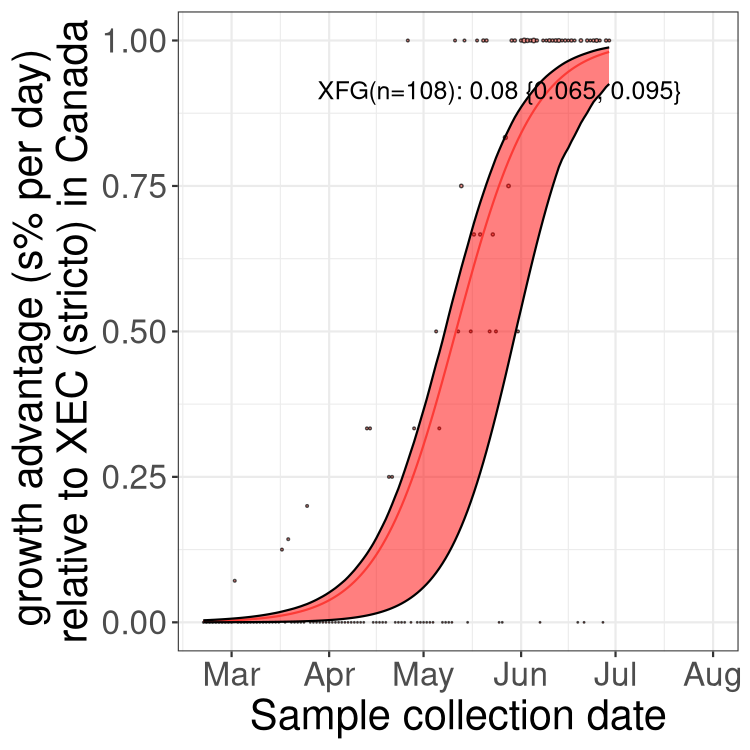 growth advantage (s% per day)
relative to XEC (stricto) in Canada
1.00
0.75
0.50
0.25
0.00
XFG(n=108): 0.08 {0.065, 0.095}
Mar Apr May Jun Jul Aug
Sample collection date